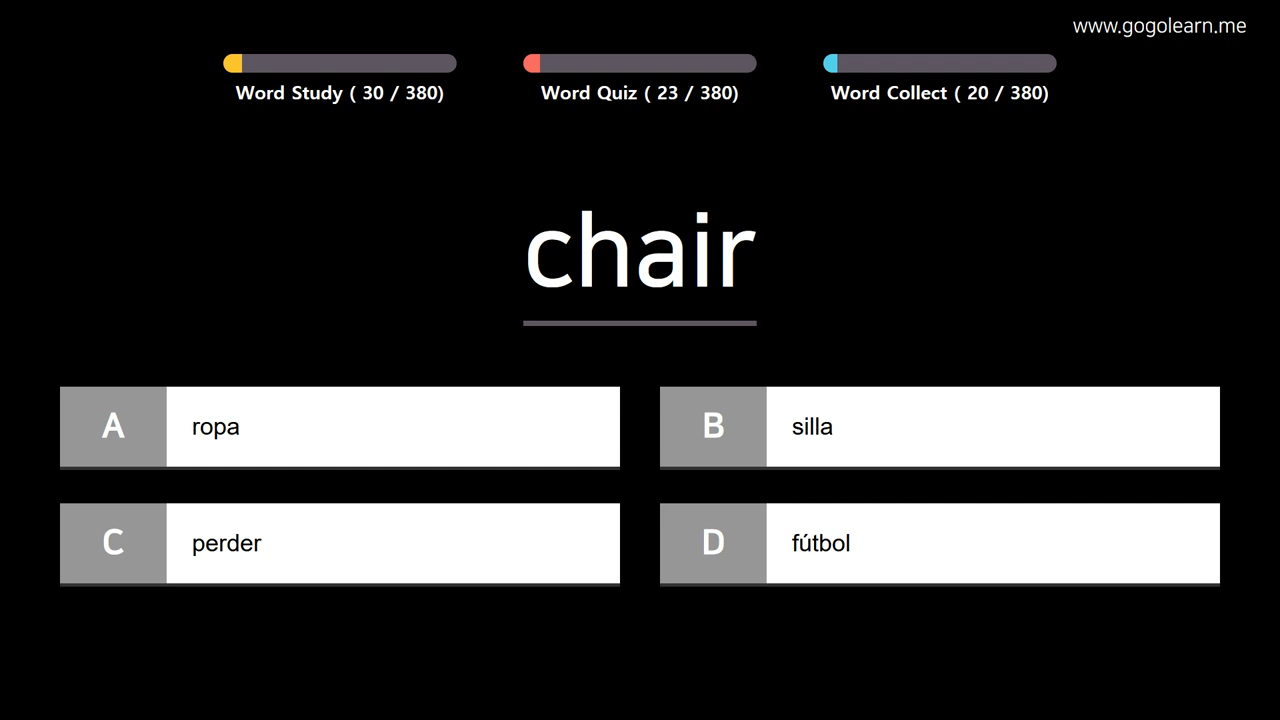 www.gogolearn.me
Word Study ( 30 / 380)
Word Quiz ( 23 / 380)
Word Collect ( 20 / 380)
chair
A ropa
B silla
C perder
D fútbol